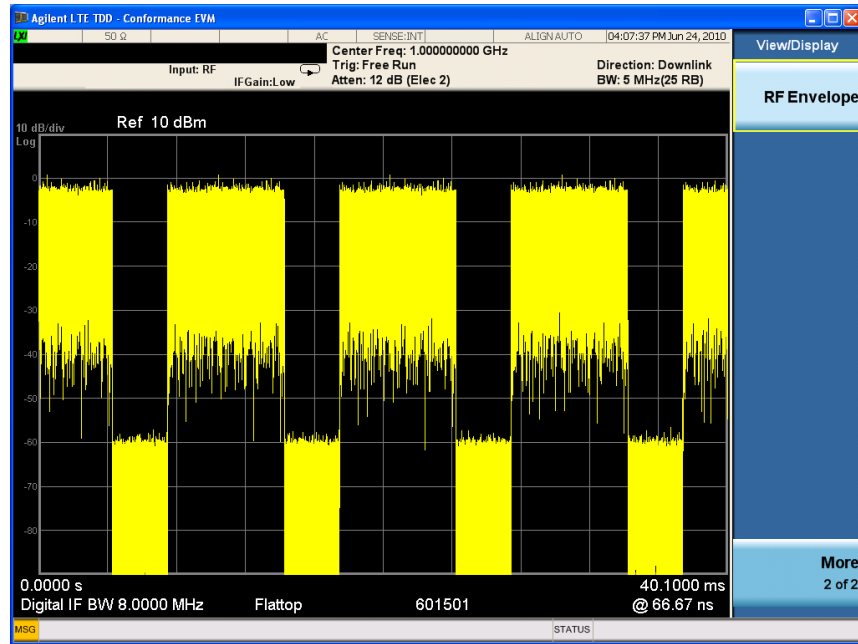 Agilent LTE TDD - Conformance EVM
LXI 50 Ω AC SENSE:INT ALIGN AUTO 04:07:37 PM Jun 24, 2010
Center Freq: 1.000000000 GHz
Input: RF Trig: Free Run Direction: Downlink
IFGain:Low Atten: 12 dB (Elec 2) BW: 5 MHz(25 RB)
View/Display
RF Envelope
10 dB/div Ref 10 dBm
Log
0
-10
-20
-30
-40
-50
-60
-70
-80
More
2 of 2
0.0000 s 40.1000 ms
Digital IF BW 8.0000 MHz Flattop 601501 @ 66.67 ns
MSG STATUS